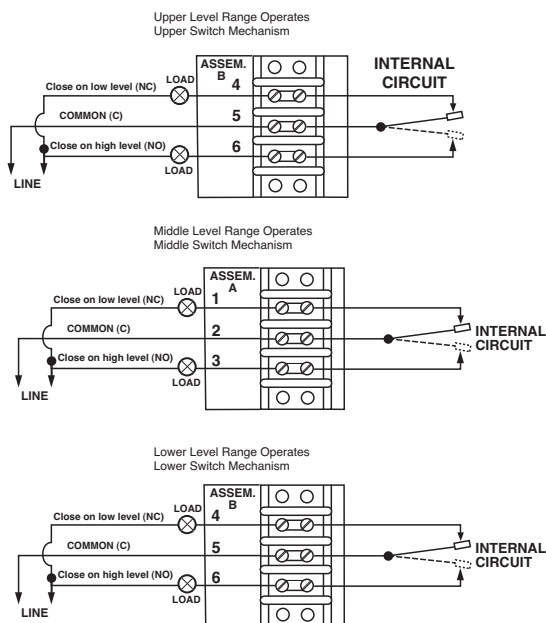 Upper Level Range Operates
Upper Switch Mechanism
ASSEM.
B
INTERNAL
CIRCUIT
LOAD
4
Close on low level (NC)
COMMON (C)
5
Close on high level (NO)
6
LOAD
LINE
Middle Level Range Operates
Middle Switch Mechanism
ASSEM.
A
LOAD
1
Close on low level (NC)
COMMON (C)
2
INTERNAL
CIRCUIT
Close on high level (NO)
3
LOAD
LINE
Lower Level Range Operates
Lower Switch Mechanism
ASSEM.
B
LOAD
4
Close on low level (NC)
COMMON (C)
5
INTERNAL
CIRCUIT
Close on high level (NO)
6
LOAD
LINE